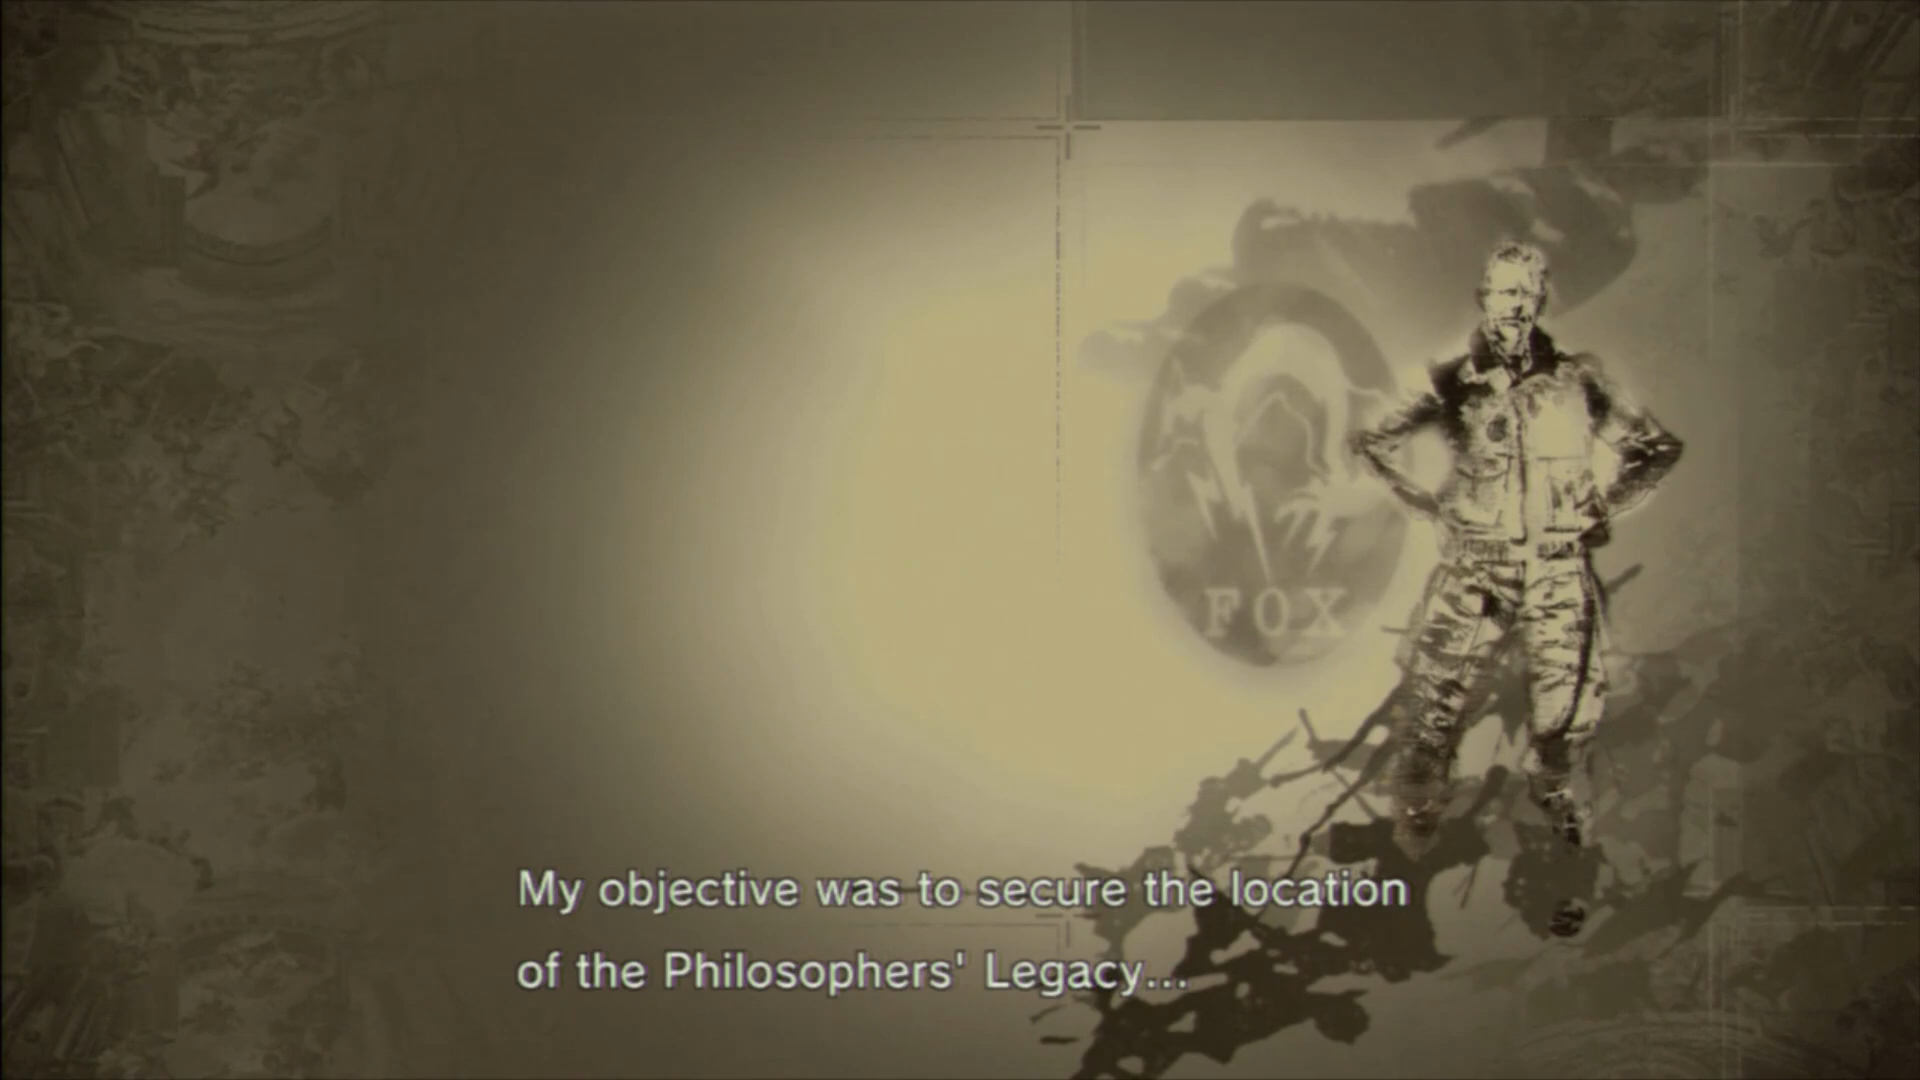 FOX
My objective was to secure the location
of the Philosophers' Legacy...